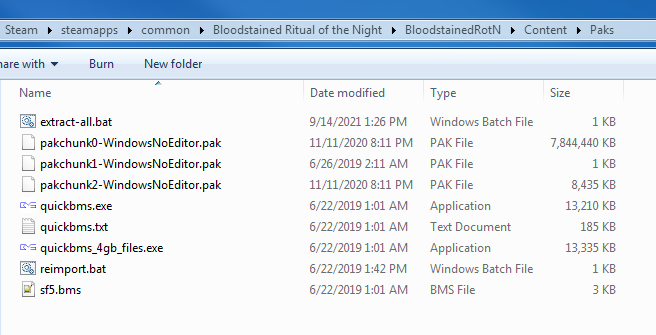 Steam steamapps common Bloodstained Ritual of the Night BloodstainedRotN Content Paks
hare with Burn New folder
Name Date modified Type Size
extract-all.bat 9/14/2021 1:26 PM Windows Batch File 1 KB
pakchunk0-WindowsNoEditor.pak 11/11/2020 8:11 PM PAK File 7,844,440 KB
pakchunk1-WindowsNoEditor.pak 6/26/2019 2:11 AM PAK File 1 KB
pakchunk2-WindowsNoEditor.pak 11/11/2020 8:11 PM PAK File 8,435 KB
quickbms.exe 6/22/2019 1:01 AM Application 13,210 KB
quickbms.txt 6/22/2019 1:01 AM Text Document 185 KB
quickbms_4gb_files.exe 6/22/2019 1:01 AM Application 13,335 KB
reimport.bat 6/22/2019 1:42 PM Windows Batch File 1 KB
sf5.bms 6/22/2019 1:01 AM BMS File 3 KB